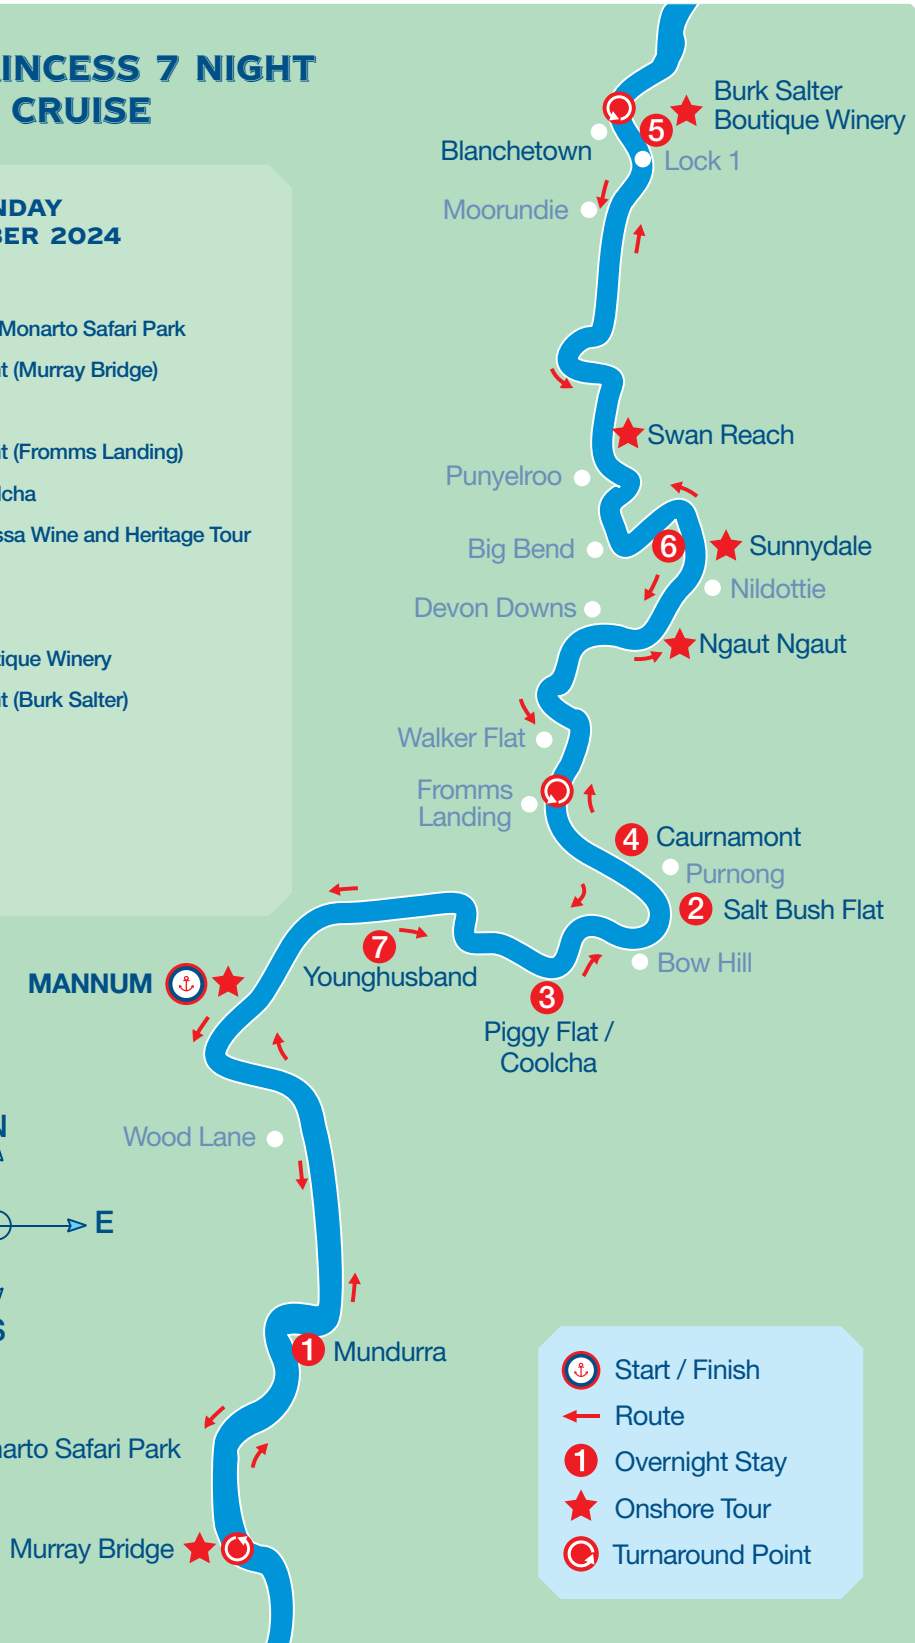 INCESS 7 NIGHT
CRUISE
NDAY
BER 2024
Monarto Safari Park
t (Murray Bridge)
t (Fromms Landing)
lcha
ssa Wine and Heritage Tour
tique Winery
t (Burk Salter)
Burk Salter
Boutique Winery
5
Blanchetown
Lock 1
Moorundie
Swan Reach
Punyelroo
Big Bend
6
Sunnydale
Nildottie
Devon Downs
Ngaut Ngaut
Walker Flat
Fromms
Landing
4
Caurnamont
Purnong
2
Salt Bush Flat
7
Younghusband
Bow Hill
MANNUM
3
Piggy Flat /
Coolcha
N
Wood Lane
E
S
1
Mundurra
arto Safari Park
Murray Bridge
Start / Finish
Route
1
Overnight Stay
Onshore Tour
Turnaround Point